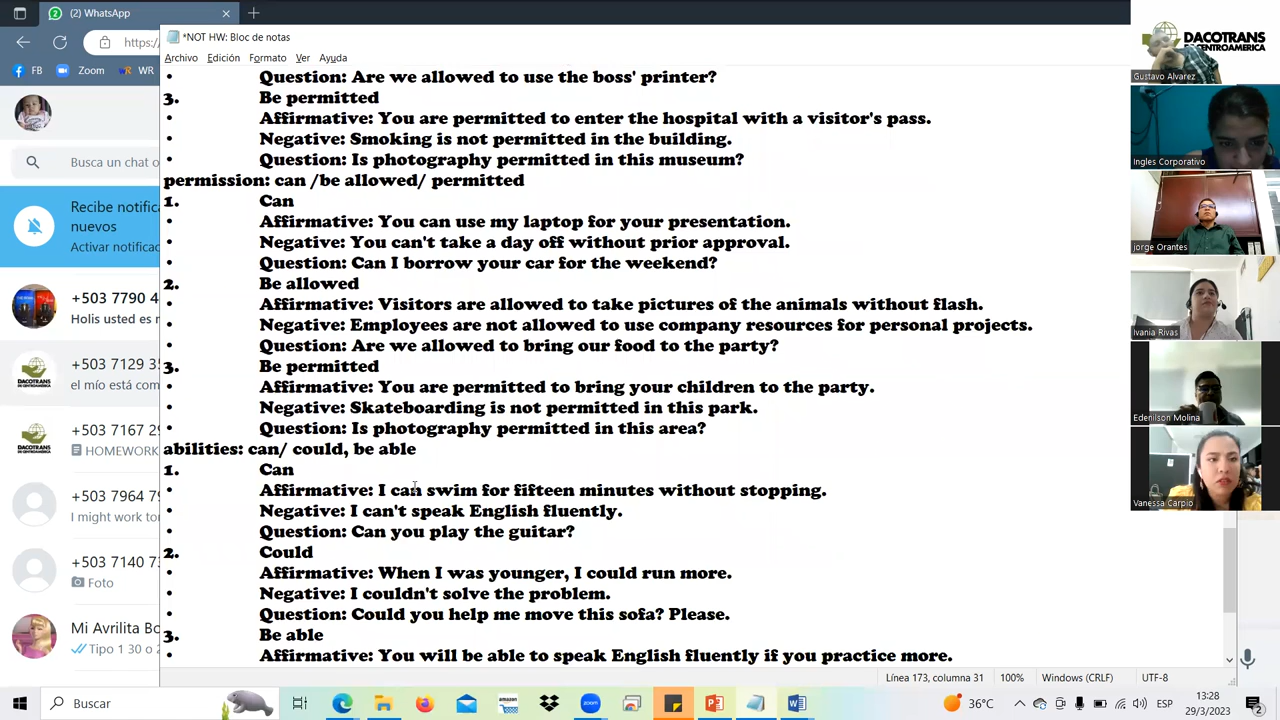 (2) WhatsApp
https:/
FB
Zoom
WR
Busca un chat o
Recibe notific
nuevos
Activar notificac
+503 7790 4
Holis usted es r
+503 7129 35
el mío está com
+503 7167 29
HOMEWORK
+503 7073 94
I might work tor
+503 7140 73
Foto
Mi Avrilita Bo
Tipo 1 30 o 2
*NOT HW: Bloc de notas
Archivo Edición Formato Ver Ayuda
• Question: Are we allowed to use the boss' printer?
3. Be permitted
• Affirmative: You are permitted to enter the hospital with a visitor's pass.
• Negative: Smoking is not permitted in the building.
• Question: Is photography permitted in this museum?
permission: can /be allowed/ permitted
1. Can
• Affirmative: You can use my laptop for your presentation.
• Negative: You can't take a day off without prior approval.
• Question: Can I borrow your car for the weekend?
2. Be allowed
• Affirmative: Visitors are allowed to take pictures of the animals without flash.
• Negative: Employees are not allowed to use company resources for personal projects.
• Question: Are we allowed to bring our food to the party?
3. Be permitted
• Affirmative: You are permitted to bring your children to the party.
• Negative: Skateboarding is not permitted in this park.
• Question: Is photography permitted in this area?
abilities: can/ could, be able
1. Can
• Affirmative: I can swim for fifteen minutes without stopping.
• Negative: I can't speak English fluently.
• Question: Can you play the guitar?
2. Could
• Affirmative: When I was younger, I could run more.
• Negative: I couldn't solve the problem.
• Question: Could you help me move this sofa? Please.
3. Be able
• Affirmative: You will be able to speak English fluently if you practice more.
Línea 173, columna 31 100% Windows (CRLF) UTF-8
DACOTRANS
DE CENTROAMERICA
Gustavo Alvarez
Ingles Corporativo
jorge Orantes
Ivania Rivas
Edenilson Molina
Vanessa Carpio
Buscar
36°C
ESP
13:28
29/3/2023
2